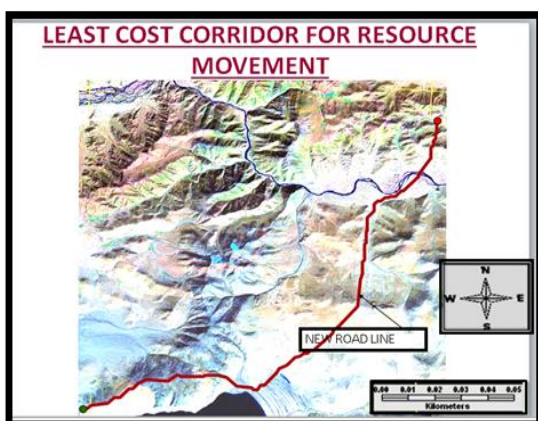 LEAST COST CORRIDOR FOR RESOURCE
MOVEMENT
N
W E
S
NEW ROAD LINE
0.00 0.01 0.02 0.03 0.04 0.05
Kilometers